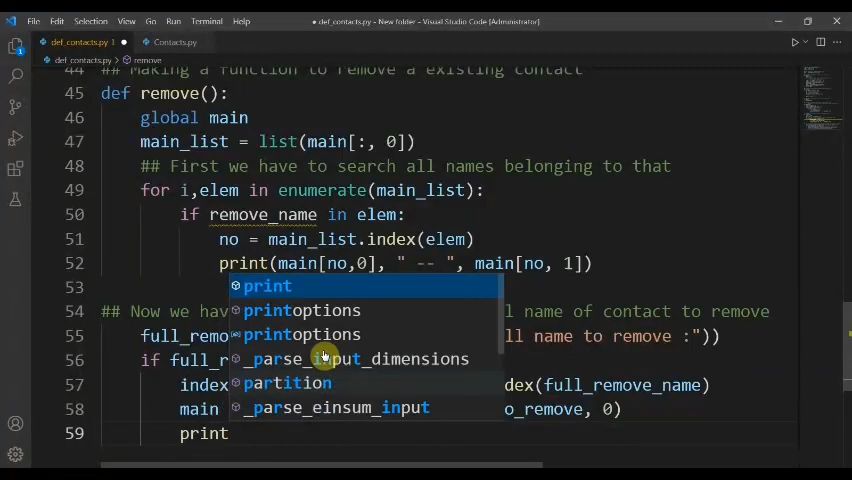 File Edit Selection View Go Run Terminal Help
● def_contacts.py - New folder - Visual Studio Code [Administrator]
def_contacts.py 1 ● Contacts.py
def_contacts.py > remove
44 ## Making a function to remove a existing contact
45 def remove():
46 global main
47 main_list = list(main[:, 0])
48 ## First we have to search all names belonging to that
49 for i,elem in enumerate(main_list):
50 if remove_name in elem:
51 no = main_list.index(elem)
52 print(main[no,0], " -- ", main[no, 1])
53
print
54 ## Now we hav l name of contact to remove
printoptions
55 full_remo ll name to remove :"))
printoptions
56 if full_r
_parse_input_dimensions
57 index dex(full_remove_name)
partition
58 main o_remove, 0)
_parse_einsum_input
59 print
1